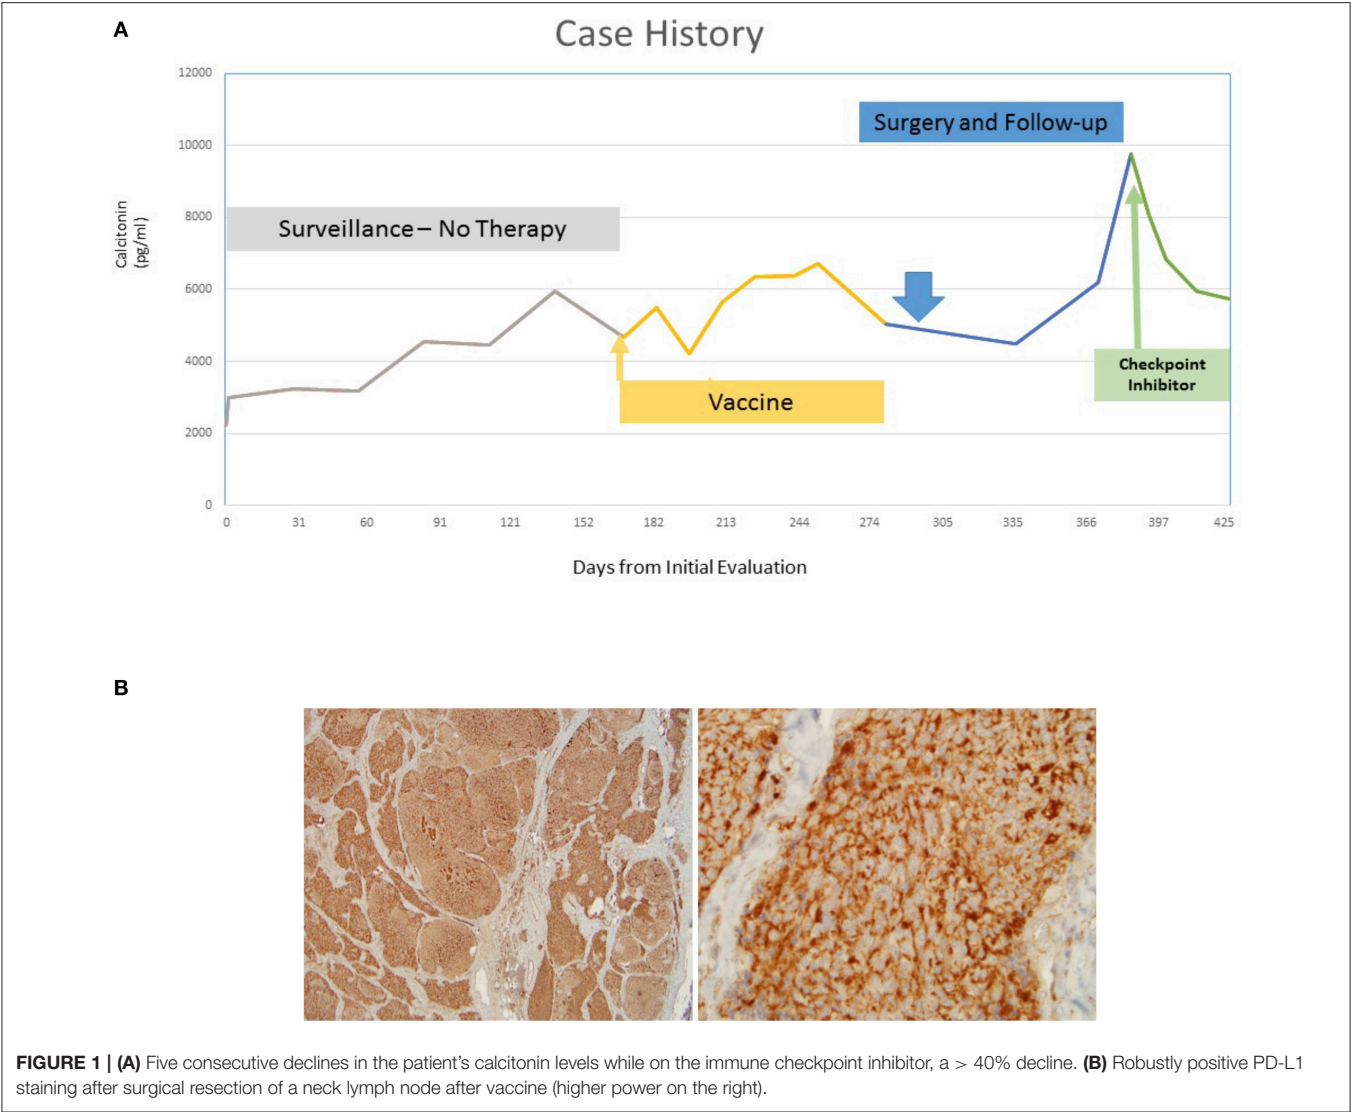 A
Case History
12000
10000
8000
6000
4000
2000
0
Calcitonin
(pg/ml)
Surgery and Follow-up
Surveillance – No Therapy
Vaccine
Checkpoint
Inhibitor
0 31 60 91 121 152 182 213 244 274 305 335 366 397 425
Days from Initial Evaluation
B
FIGURE 1 | (A) Five consecutive declines in the patient's calcitonin levels while on the immune checkpoint inhibitor, a > 40% decline. (B) Robustly positive PD-L1
staining after surgical resection of a neck lymph node after vaccine (higher power on the right).